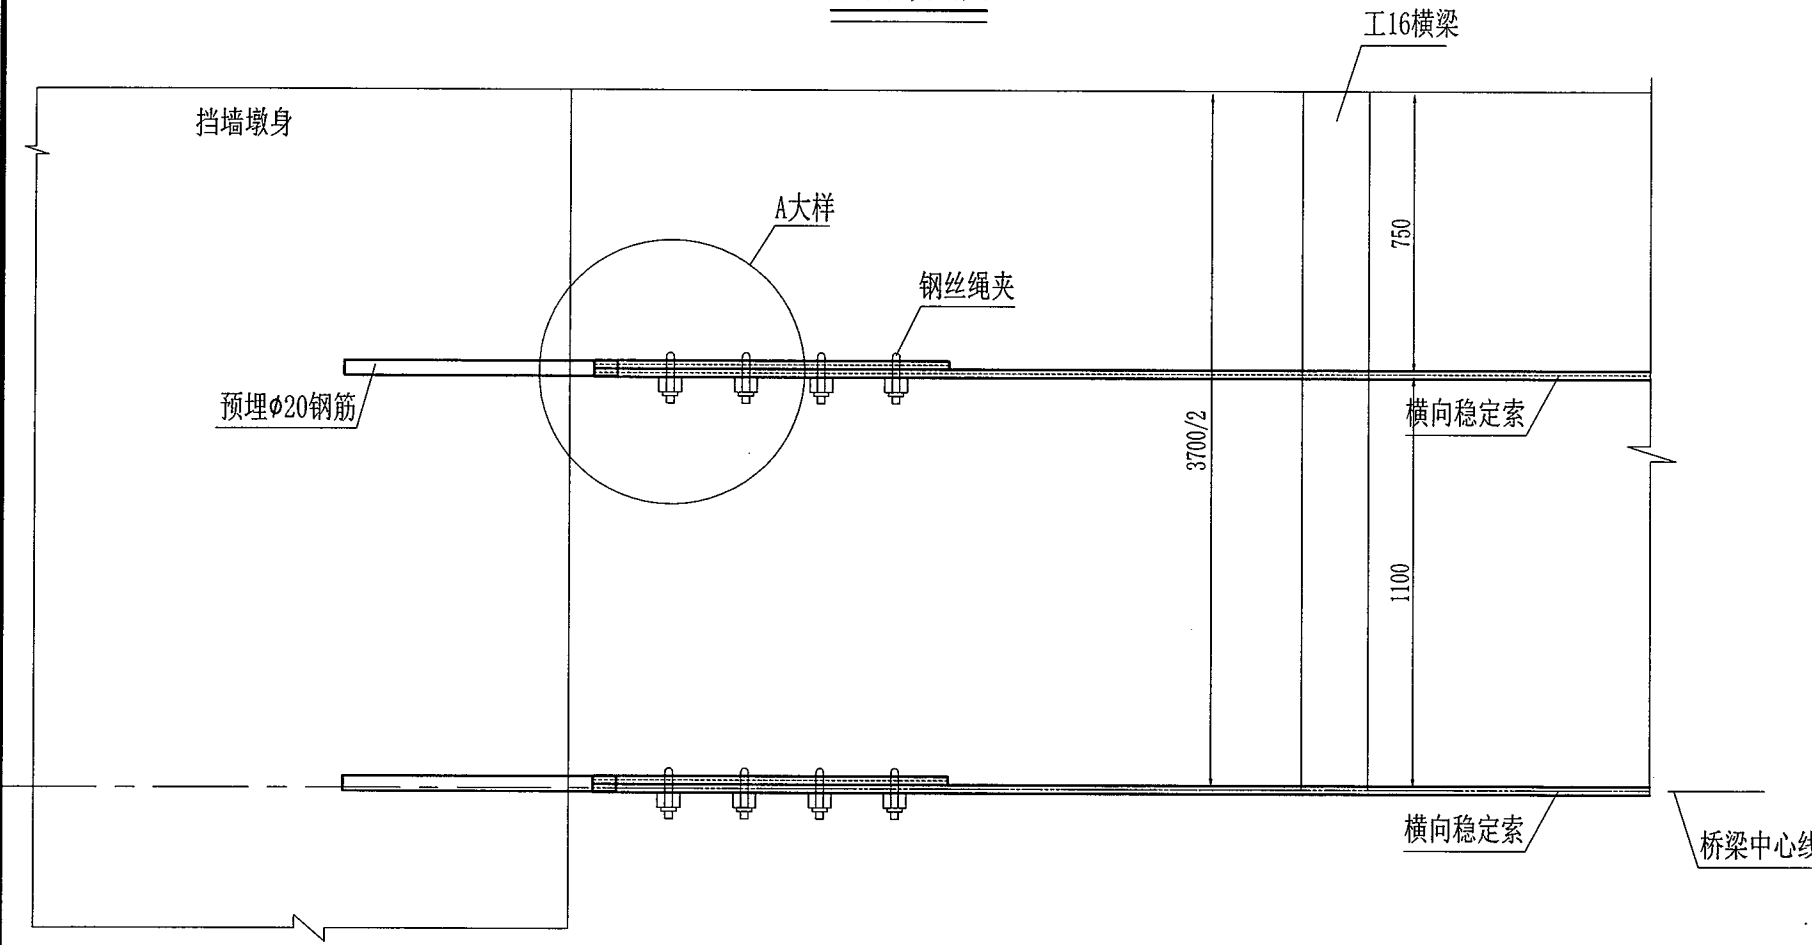 工16横梁
挡墙墩身
A大样
750
钢丝绳夹
预埋φ20钢筋
3700/2
横向稳定索
1100
横向稳定索
桥梁中心线